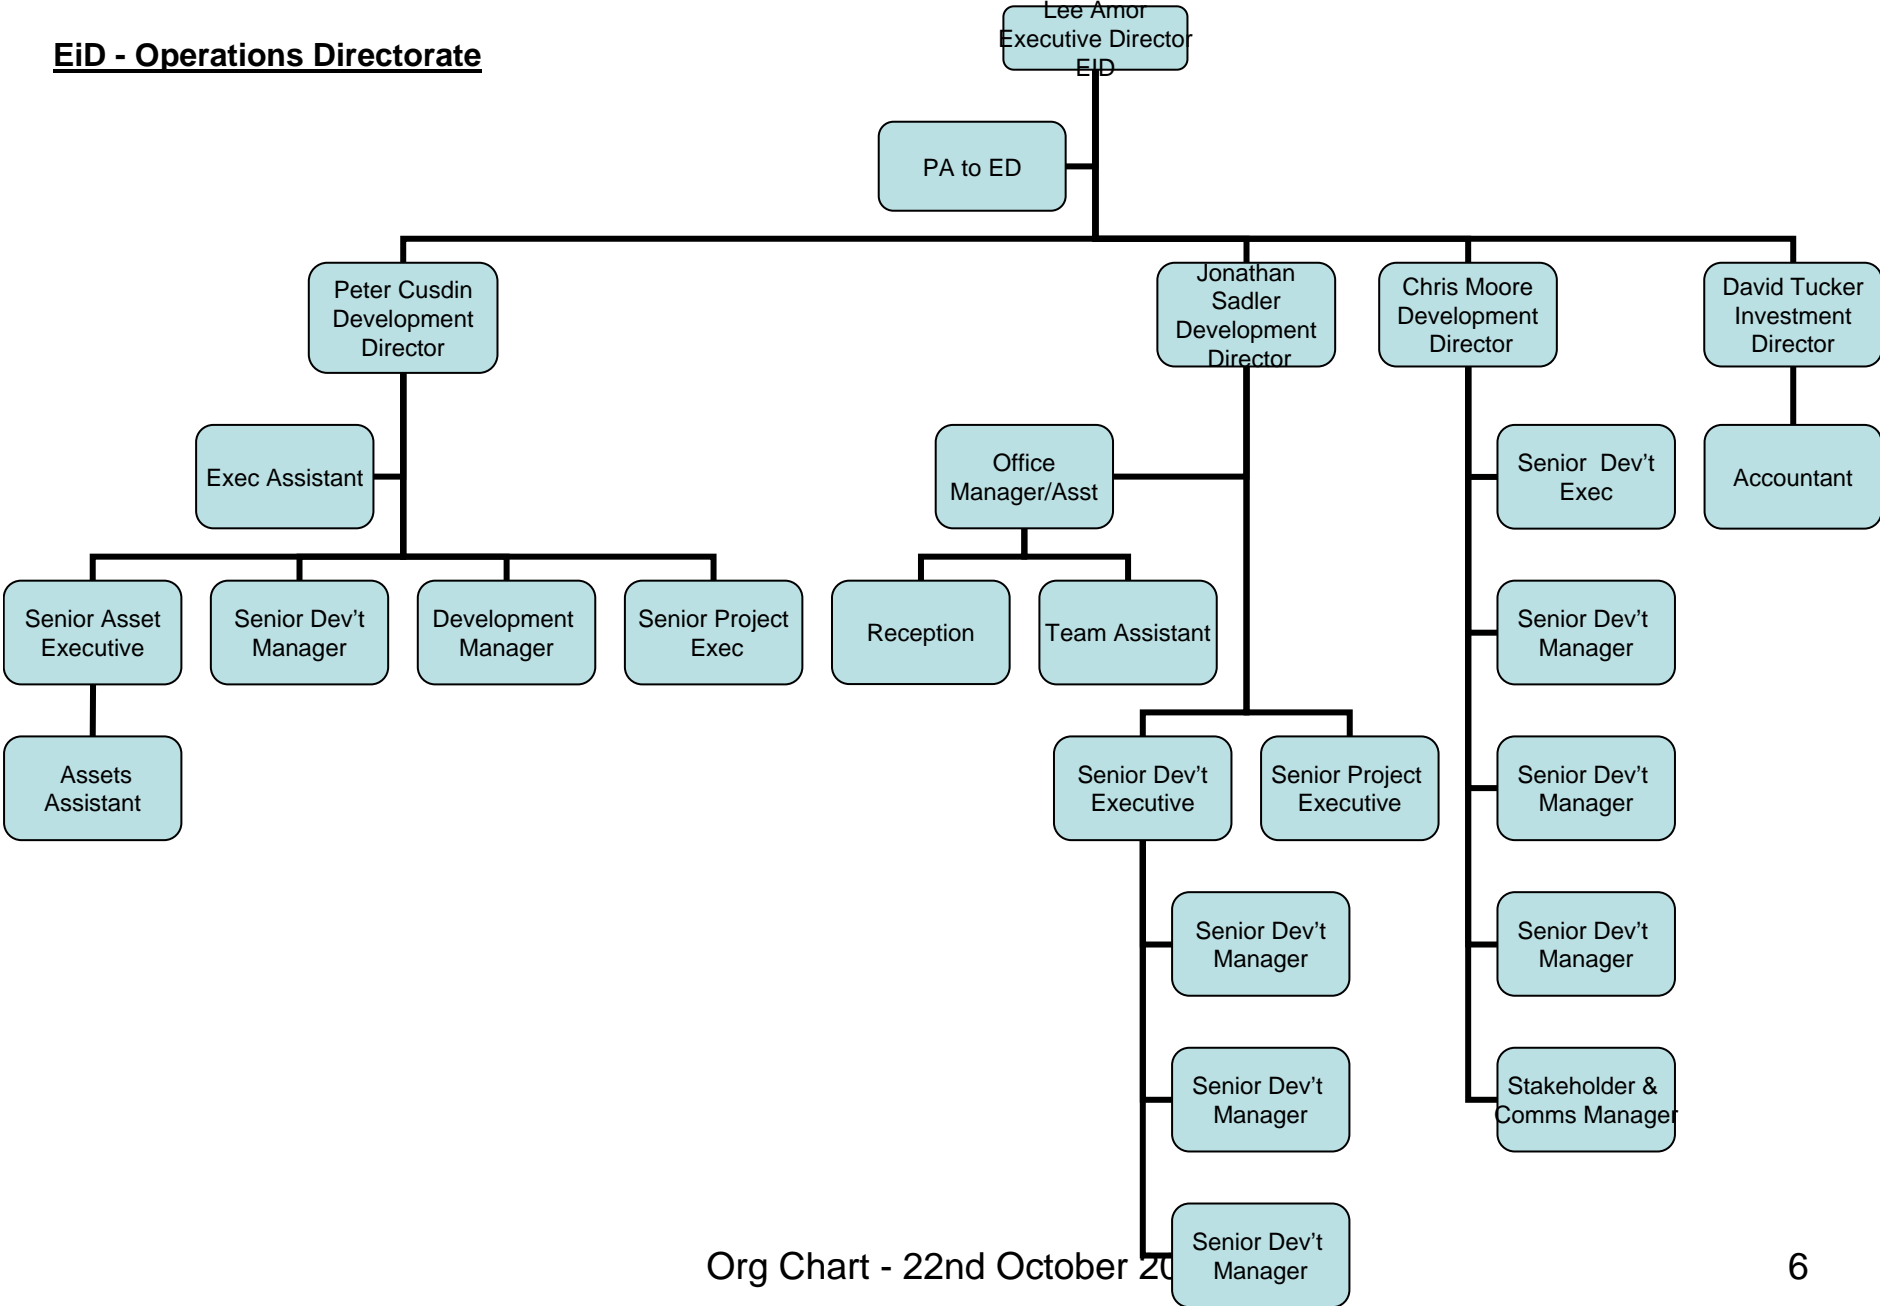 EiD - Operations Directorate
Lee Amor
Executive Director
EID
PA to ED
Peter Cusdin
Development
Director
Jonathan
Sadler
Development
Director
Chris Moore
Development
Director
David Tucker
Investment
Director
Exec Assistant
Office
Manager/Asst
Senior  Dev’t
Exec
Accountant
Senior Asset
Executive
Senior Dev’t
Manager
Development
Manager
Senior Project
Exec
Reception
Team Assistant
Senior Dev’t
Manager
Assets
Assistant
Senior Dev’t
Executive
Senior Project
Executive
Senior Dev’t
Manager
Senior Dev’t
Manager
Senior Dev’t
Manager
Senior Dev’t
Manager
Stakeholder &
Comms Manager
Senior Dev’t
Manager
Org Chart - 22nd October
6